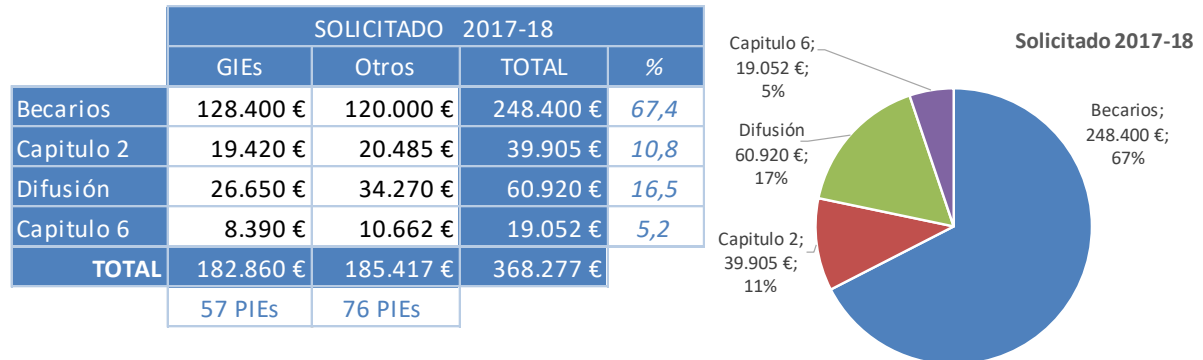 SOLICITADO 2017-18
GIEs Otros TOTAL %
Becarios 128.400 € 120.000 € 248.400 € 67,4
Capitulo 2 19.420 € 20.485 € 39.905 € 10,8
Difusión 26.650 € 34.270 € 60.920 € 16,5
Capitulo 6 8.390 € 10.662 € 19.052 € 5,2
TOTAL 182.860 € 185.417 € 368.277 €
57 PIEs 76 PIEs
Solicitado 2017-18
Capitulo 6;
19.052 €;
5%
Becarios;
248.400 €;
67%
Difusión
60.920 €;
17%
Capitulo 2;
39.905 €;
11%